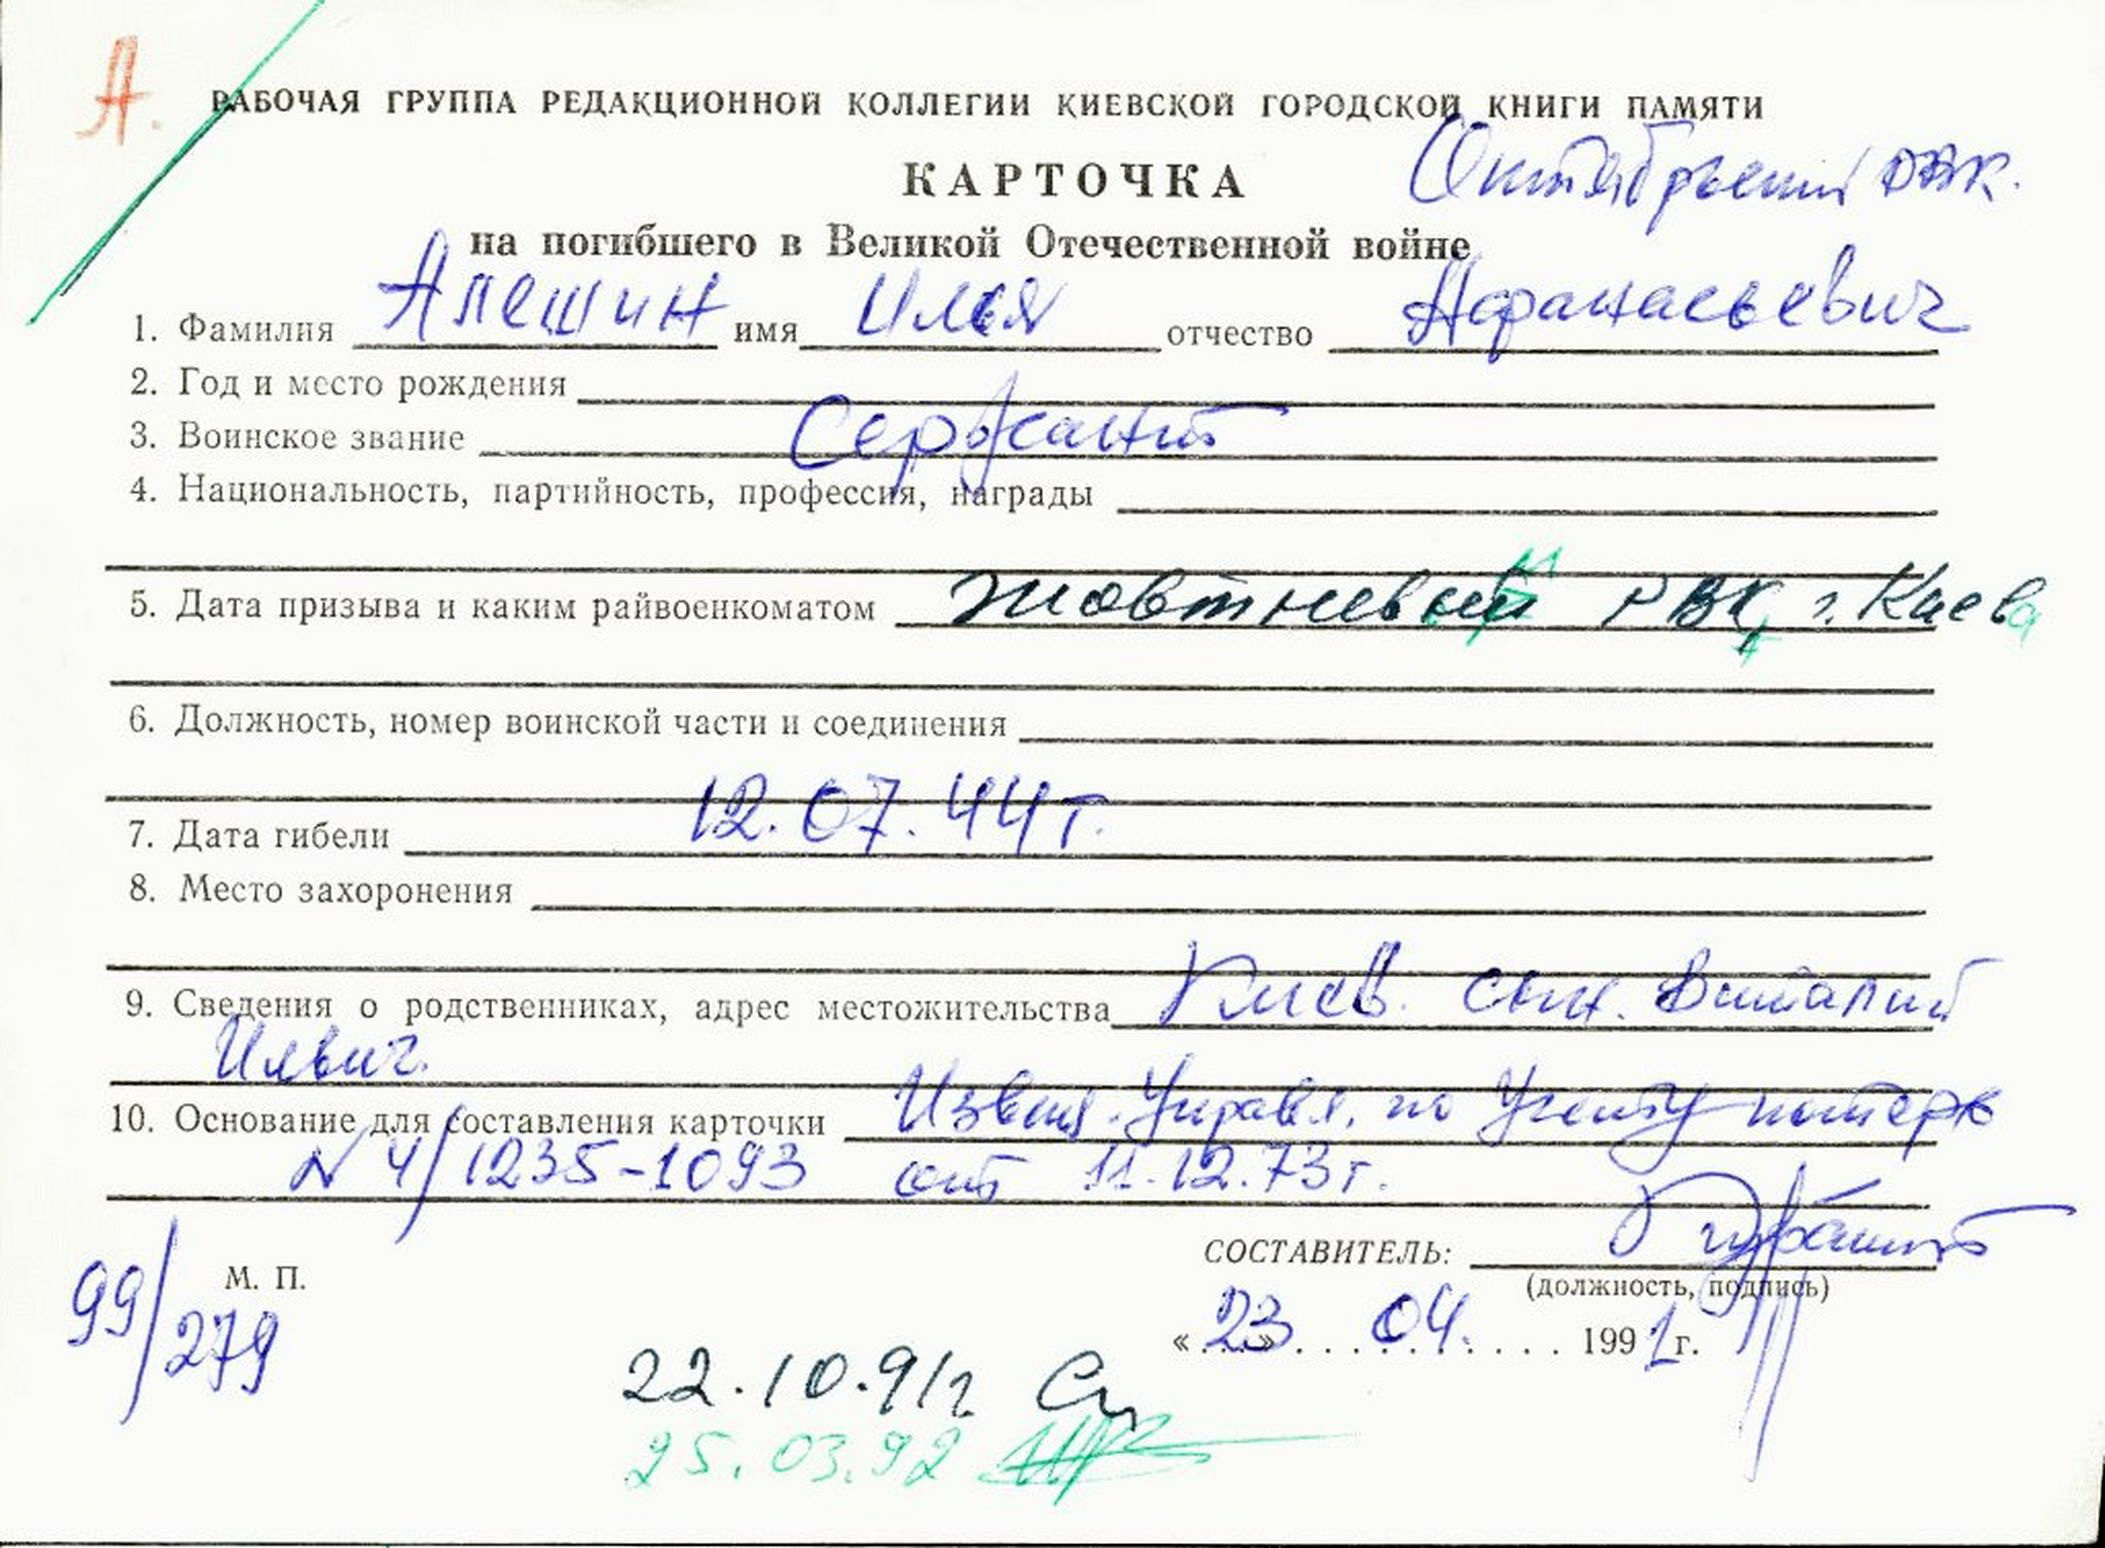 А.
РАБОЧАЯ ГРУППА РЕДАКЦИОННОЙ КОЛЛЕГИИ КИЕВСКОЙ ГОРОДСКОЙ КНИГИ ПАМЯТИ
КАРТОЧКА
Октябрьский РВК.
на погибшего в Великой Отечественной войне
1. Фамилия Алешин имя Илья отчество Афанасьевич
2. Год и место рождения
3. Воинское звание Сержант
4. Национальность, партийность, профессия, награды
5. Дата призыва и каким райвоенкоматом Жовтневый РВК, г. Киева
6. Должность, номер воинской части и соединения
7. Дата гибели 12.07.44 г.
8. Место захоронения
9. Сведения о родственниках, адрес местожительства Киев. сын. Виталий
Ильич.
10. Основание для составления карточки Извещ. Управл. по Учету потерь
№ 4/1235-1093 от 11.12.73 г.
СОСТАВИТЕЛЬ:
М. П.
(должность, подпись)
99/279
«23» 04. 1991 г.
22.10.91г
25.03.92